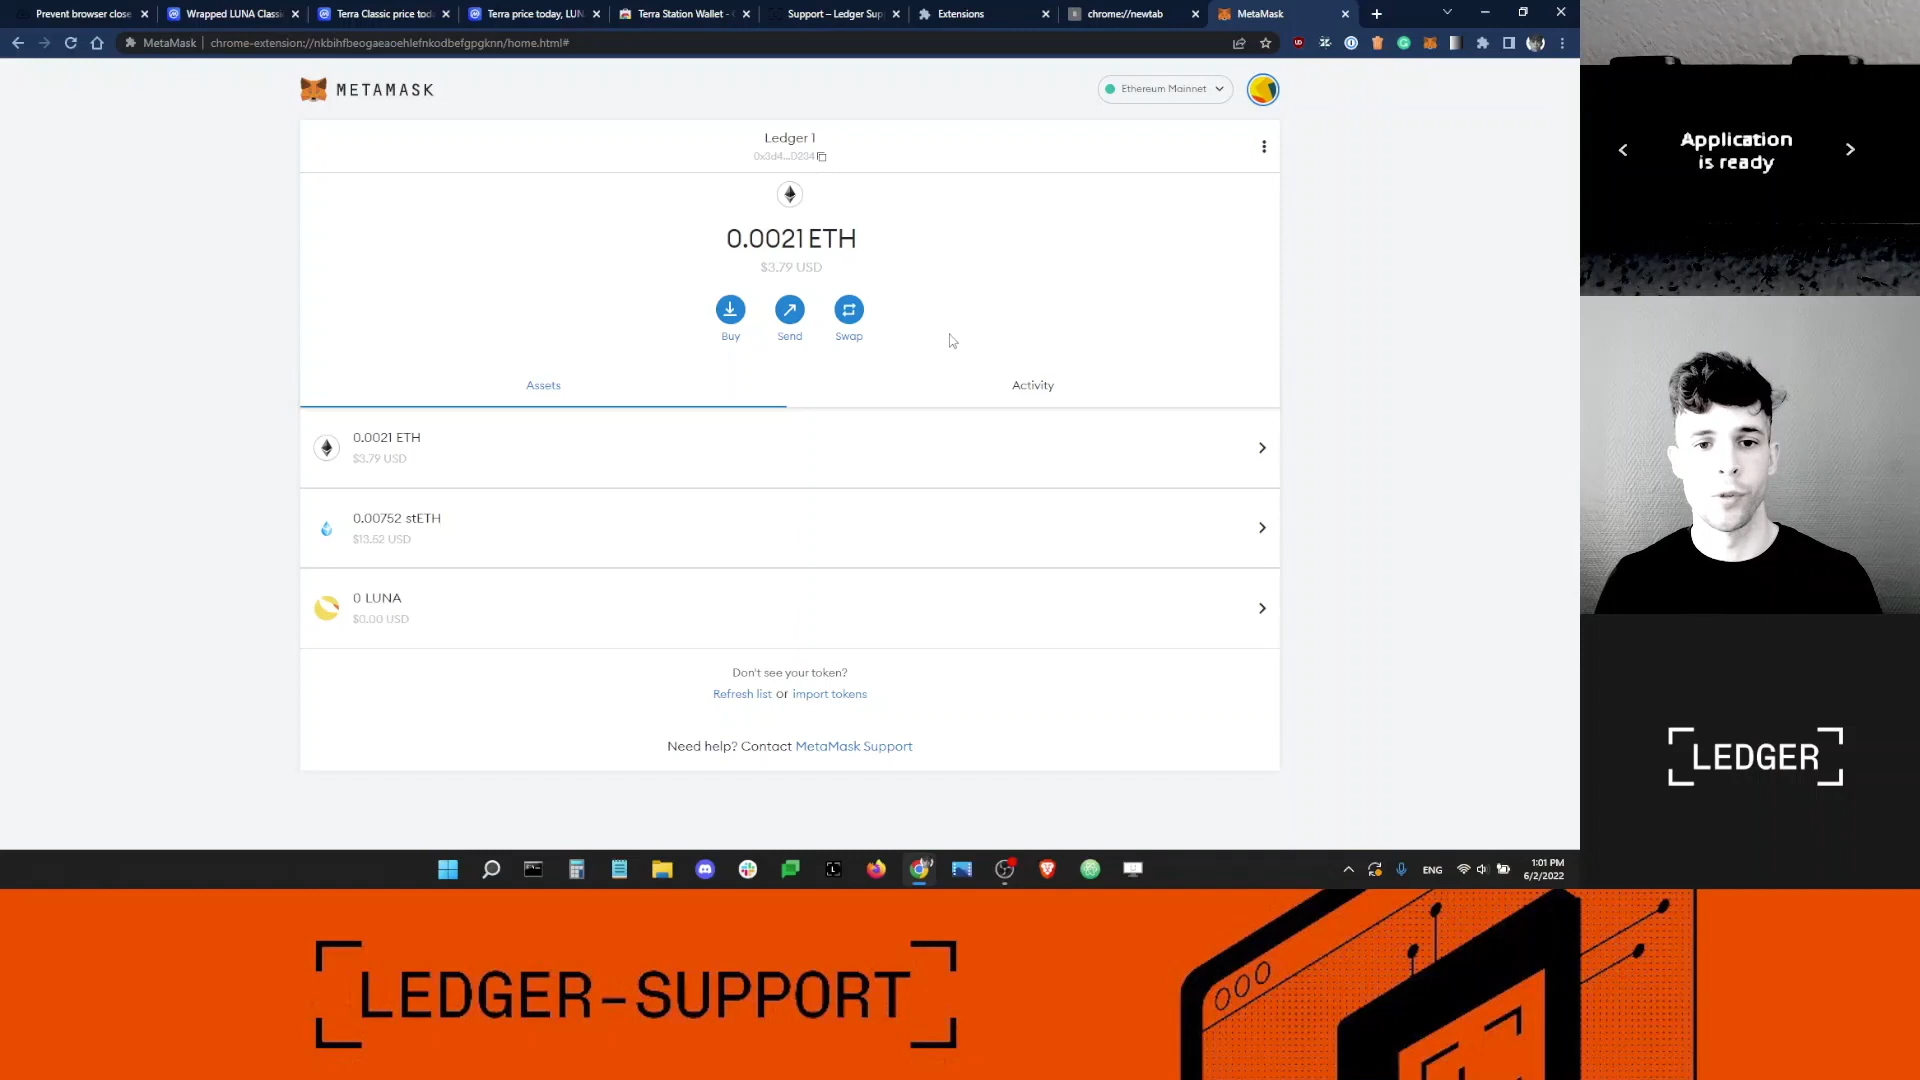 Prevent browser close
Wrapped LUNA Classi
Terra Classic price tod
Terra price today, LUN
Terra Station Wallet -
Support – Ledger Sup
Extensions
chrome://newtab
MetaMask
MetaMask
chrome-extension://nkbihfbeogaeaoehlefnkodbefgpgknn/home.html#
METAMASK
Ethereum Mainnet
Ledger 1
0x3d4...D234
0.0021 ETH
$3.79 USD
Buy
Send
Swap
Assets
Activity
0.0021 ETH
$3.79 USD
0.00752 stETH
$13.52 USD
0 LUNA
$0.00 USD
Don't see your token?
Refresh list or import tokens
Need help? Contact MetaMask Support
ENG
1:01 PM
6/2/2022
Application
is ready
LEDGER
LEDGER-SUPPORT